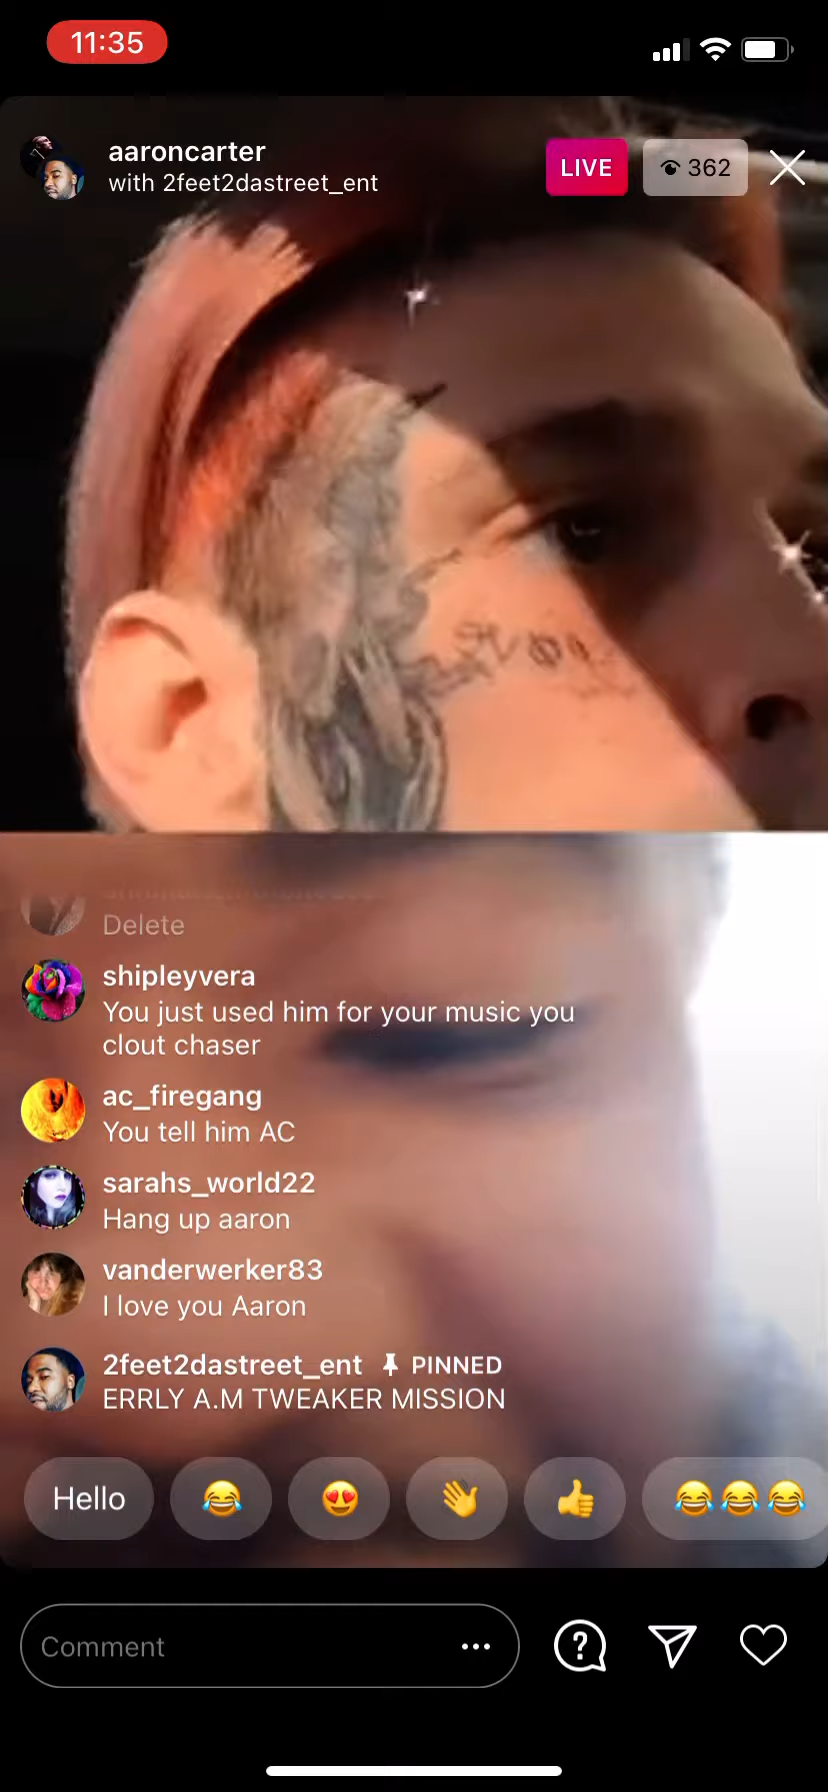 11:35
aaroncarter
with 2feet2dastreet_ent
LIVE
362
Delete
shipleyvera
You just used him for your music you
clout chaser
ac_firegang
You tell him AC
sarahs_world22
Hang up aaron
vanderwerker83
I love you Aaron
2feet2dastreet_ent PINNED
ERRLY A.M TWEAKER MISSION
Hello
Comment